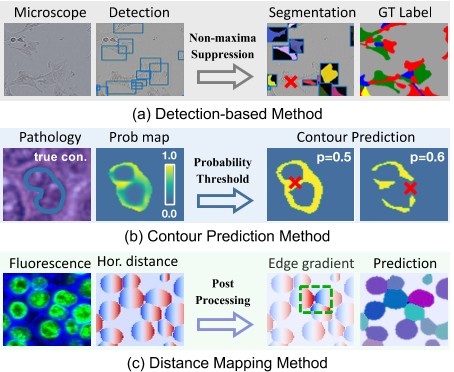 Microscope Detection Segmentation GT Label
Non-maxima
Suppression
(a) Detection-based Method
Pathology Prob map Contour Prediction
true con. 1.0 p=0.5 p=0.6
Probability
Threshold
0.0
(b) Contour Prediction Method
Fluorescence Hor. distance Edge gradient Prediction
Post
Processing
(c) Distance Mapping Method